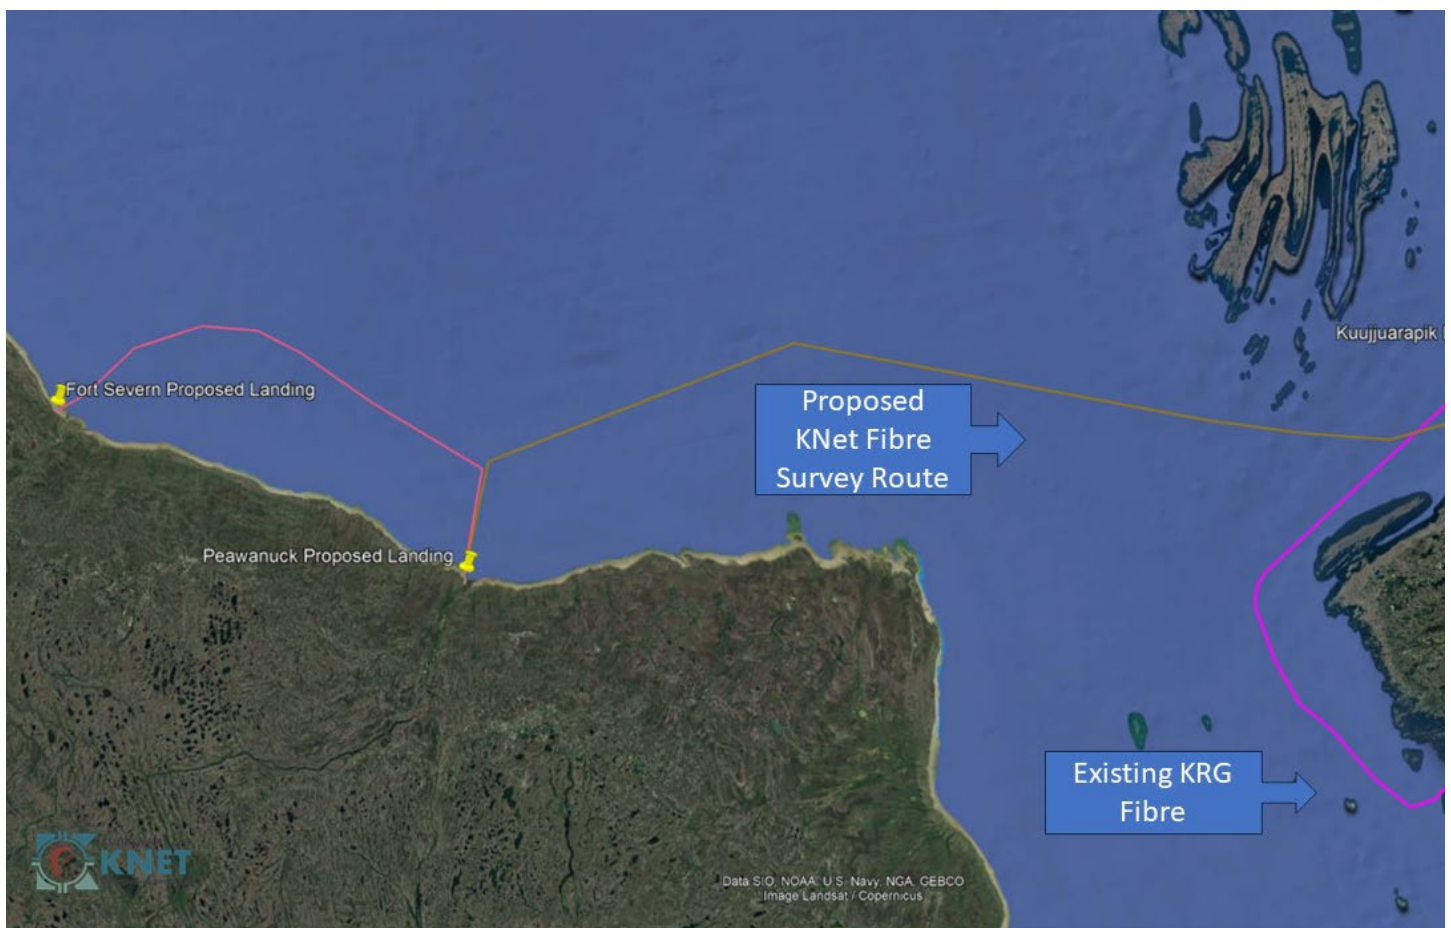 Kuujjuarapik
Fort Severn Proposed Landing
Proposed
KNet Fibre
Survey Route
Peawanuck Proposed Landing
Existing KRG
Fibre
KNET
Data SIO, NOAA, U.S. Navy, NGA, GEBCO
Image Landsat / Copernicus